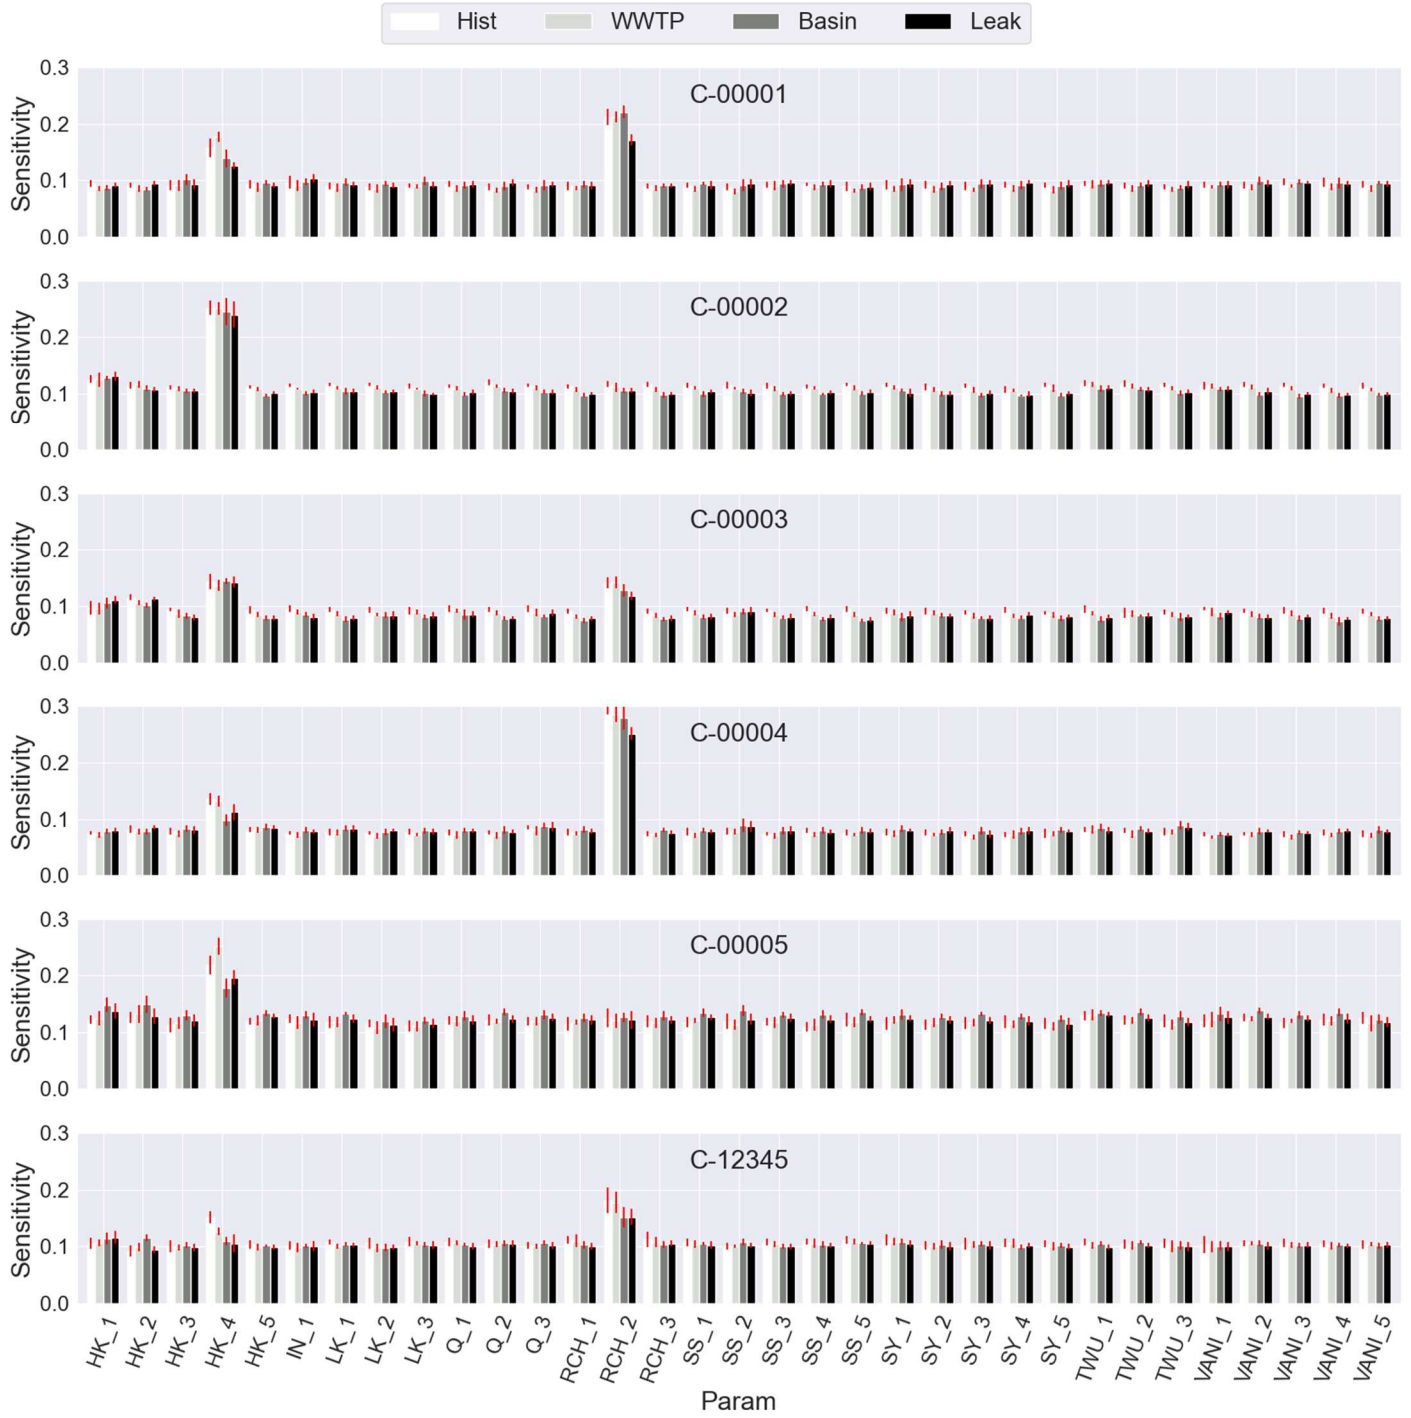 Hist WWTP Basin Leak
C-00001
Sensitivity
0.3
0.2
0.1
0.0
C-00002
Sensitivity
0.3
0.2
0.1
0.0
C-00003
Sensitivity
0.3
0.2
0.1
0.0
C-00004
Sensitivity
0.3
0.2
0.1
0.0
C-00005
Sensitivity
0.3
0.2
0.1
0.0
C-12345
Sensitivity
0.3
0.2
0.1
0.0
HK_1 HK_2 HK_3 HK_4 HK_5 IN_1 LK_1 LK_2 LK_3 Q_1 Q_2 Q_3 RCH_1 RCH_2 RCH_3 SS_1 SS_2 SS_3 SS_4 SS_5 SY_1 SY_2 SY_3 SY_4 SY_5 TWU_1 TWU_2 TWU_3 VANI_1 VANI_2 VANI_3 VANI_4 VANI_5
Param